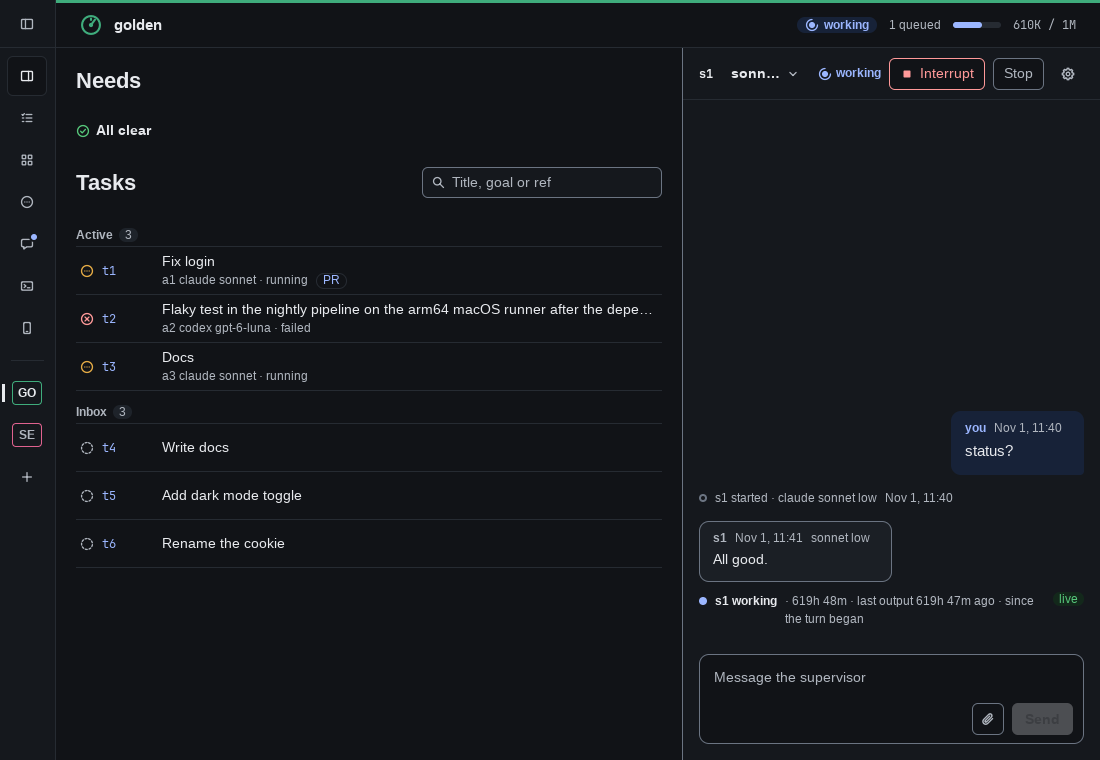 golden
working
1 queued
610K / 1M
Needs
All clear
Tasks
Title, goal or ref
Active 3
t1
Fix login
a1 claude sonnet · running
PR
t2
Flaky test in the nightly pipeline on the arm64 macOS runner after the depe…
a2 codex gpt-6-luna · failed
t3
Docs
a3 claude sonnet · running
Inbox 3
t4
Write docs
t5
Add dark mode toggle
t6
Rename the cookie
GO
SE
s1
sonn…
working
Interrupt
Stop
you Nov 1, 11:40
status?
s1 started · claude sonnet low Nov 1, 11:40
s1 Nov 1, 11:41 sonnet low
All good.
s1 working · 619h 48m · last output 619h 47m ago · since
the turn began
live
Message the supervisor
Send